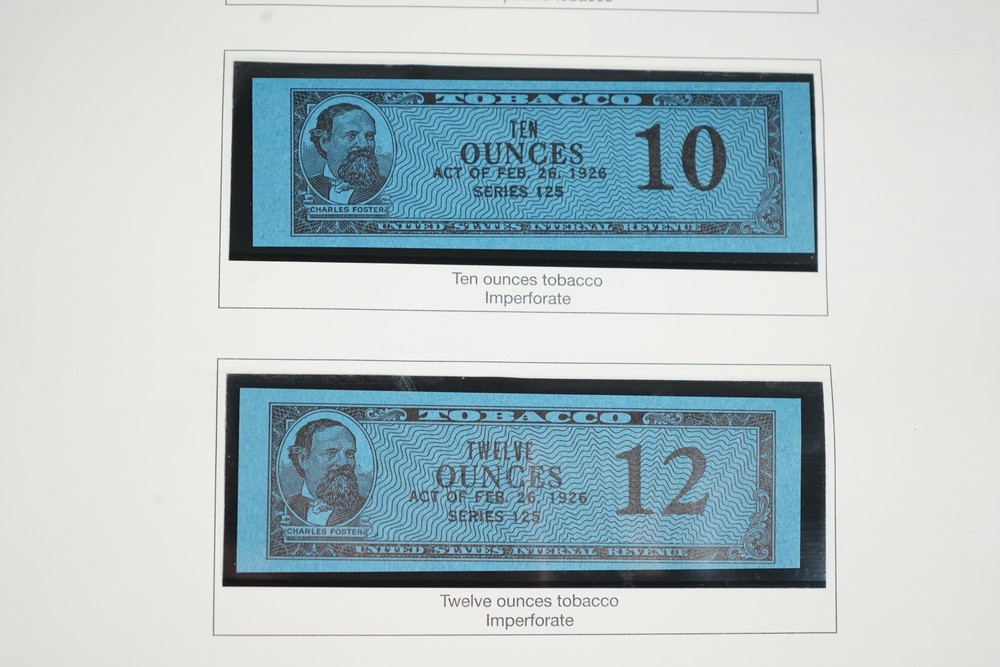 tobacco
TOBACCO
TEN
OUNCES
ACT OF FEB. 26, 1926
SERIES 125
10
CHARLES FOSTER
UNITED STATES INTERNAL REVENUE
Ten ounces tobacco
Imperforate
TOBACCO
TWELVE
OUNCES
ACT OF FEB. 26, 1926
SERIES 125
12
CHARLES FOSTER
UNITED STATES INTERNAL REVENUE
Twelve ounces tobacco
Imperforate